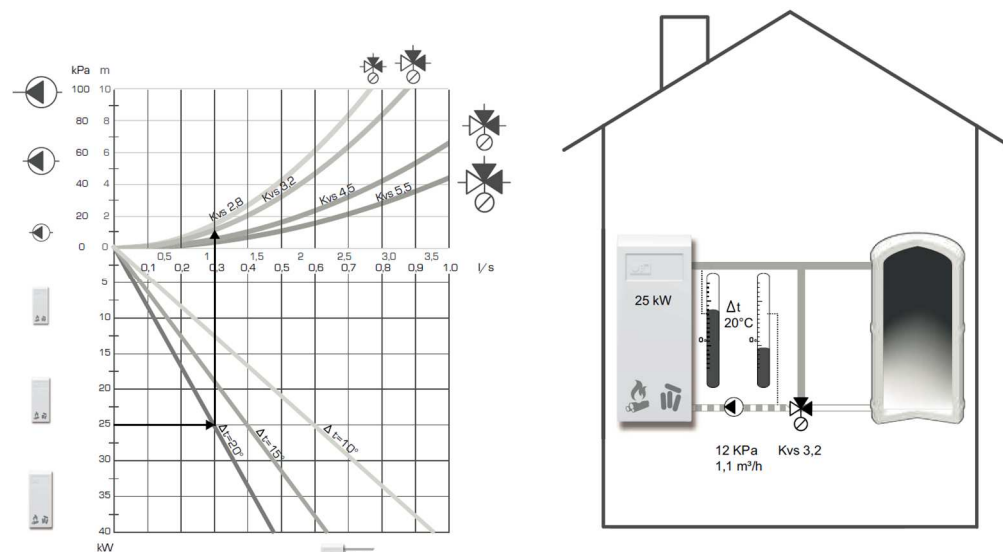 kPa m
100 10
80 8
60 6
40 4
20 2
0 0
Kvs 2,8
Kvs 3,2
Kvs 4,5
Kvs 5,5
0,5 1 1,5 2 2,5 3,0 3,5
0,1 0,2 0,3 0,4 0,5 0,6 0,7 0,8 0,9 1,0 l/s
5
10
15
20
25
30
35
40
kW
Δt=20°
Δt=15°
Δt=10°
25 kW
Δt
20°C
0
0
12 KPa Kvs 3,2
1,1 m³/h